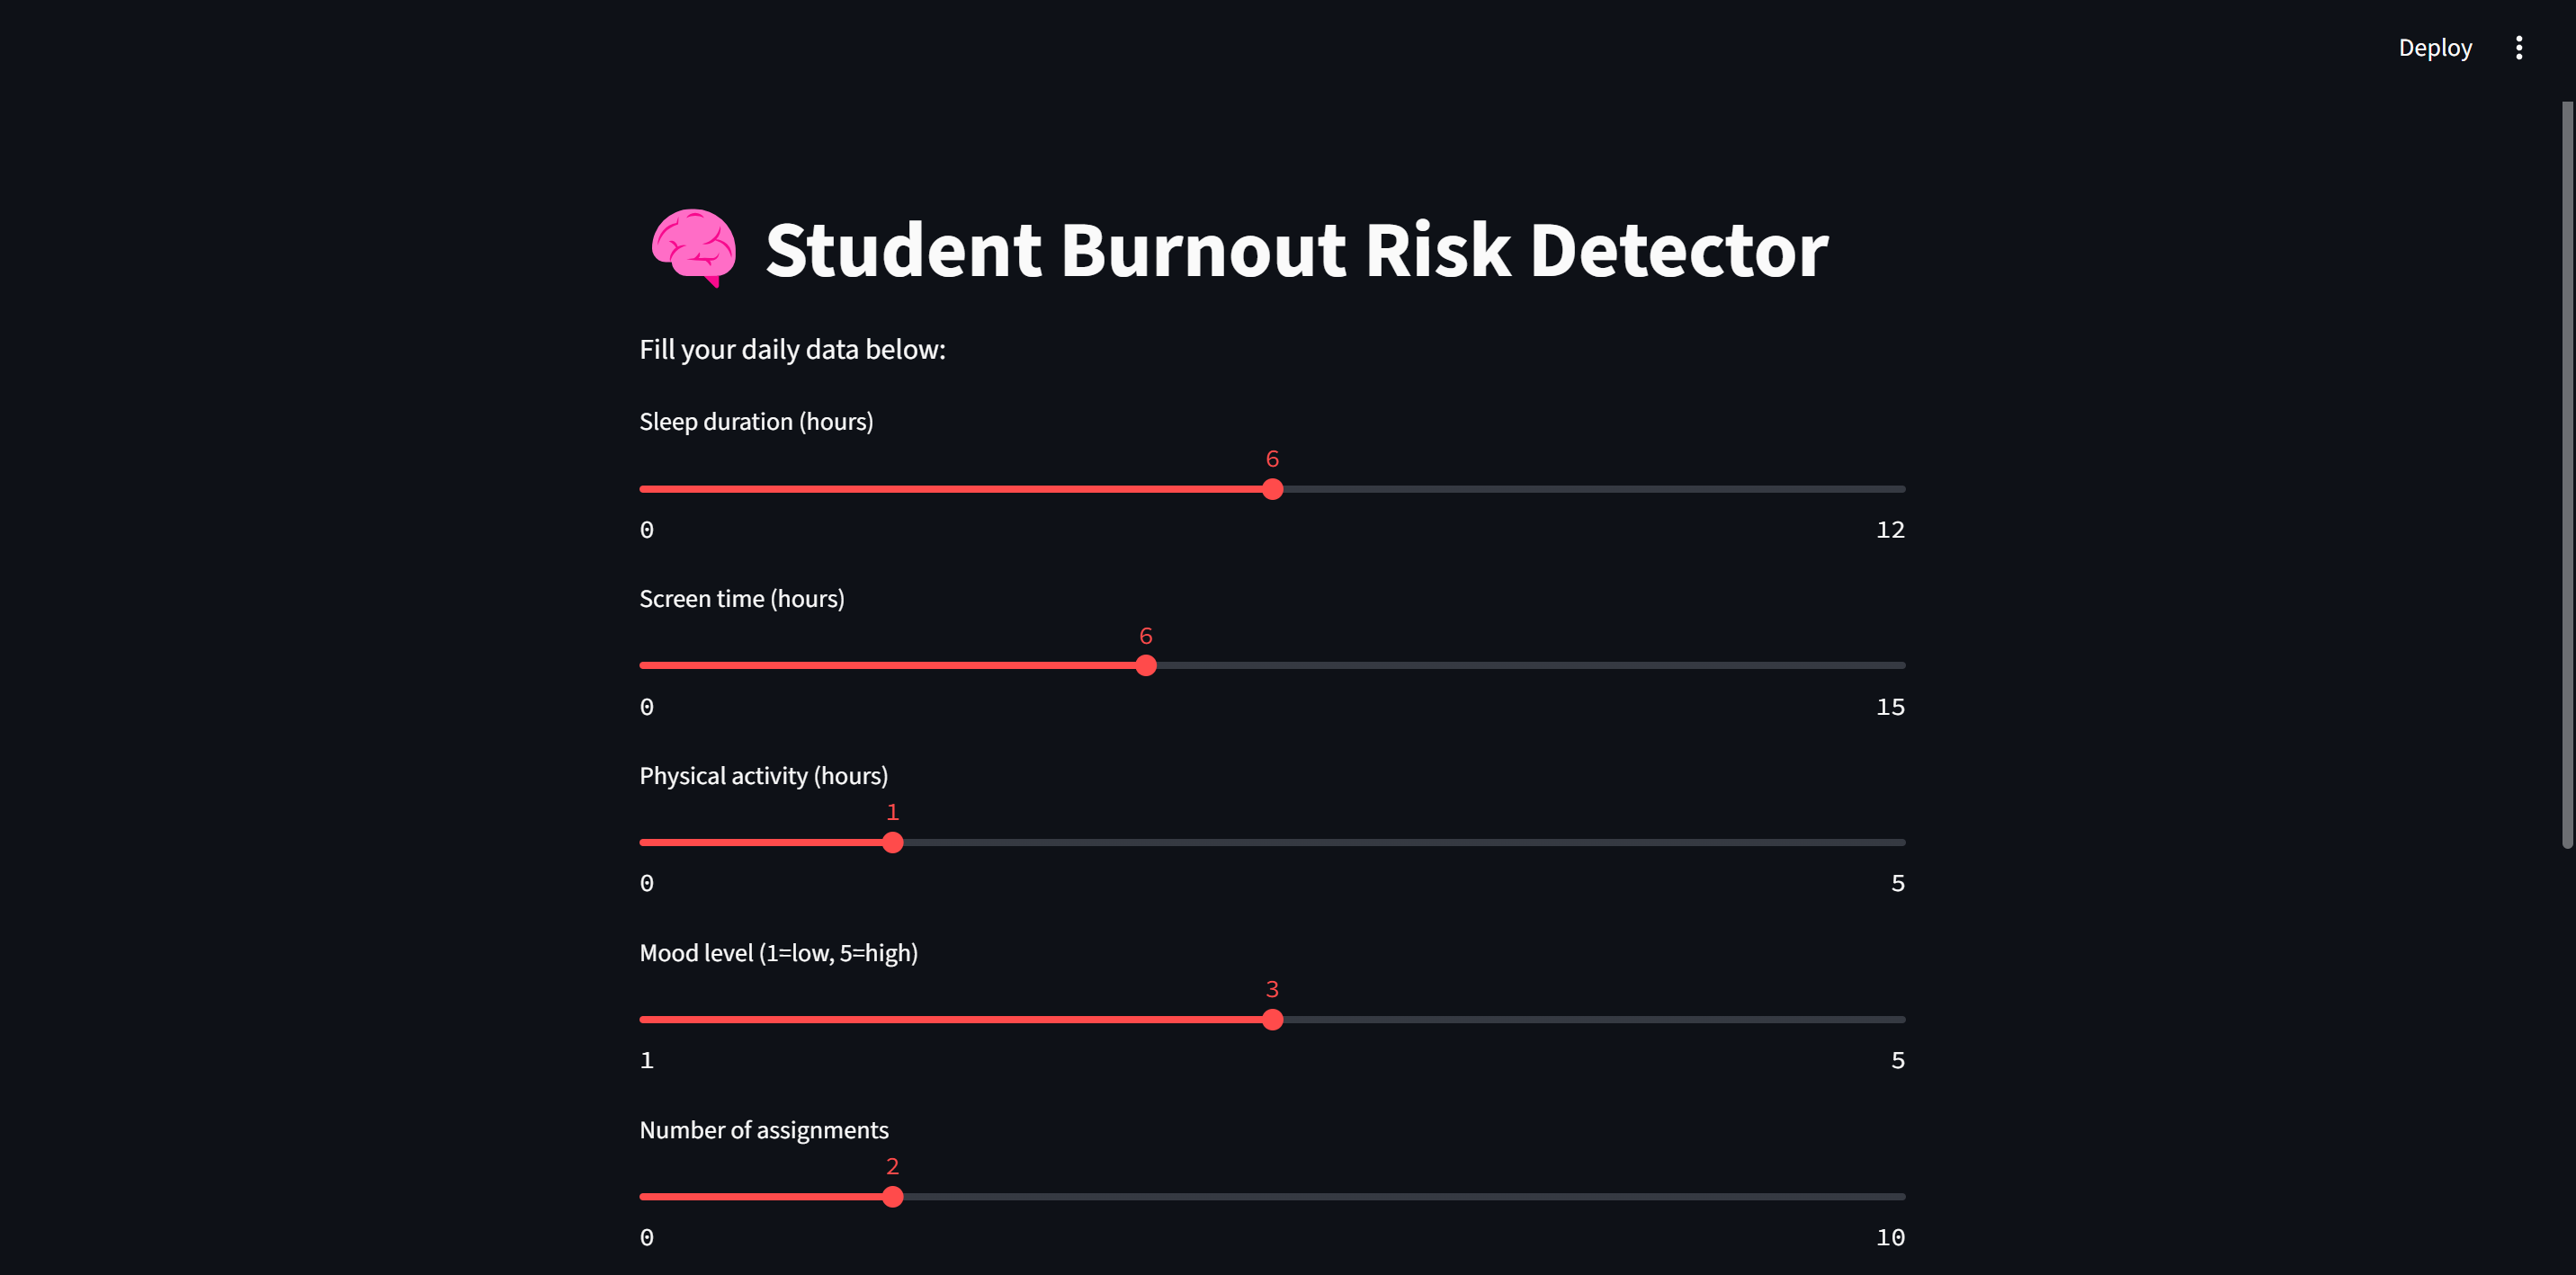 Deploy
Student Burnout Risk Detector
Fill your daily data below:
Sleep duration (hours)
6
0 12
Screen time (hours)
6
0 15
Physical activity (hours)
1
0 5
Mood level (1=low, 5=high)
3
1 5
Number of assignments
2
0 10